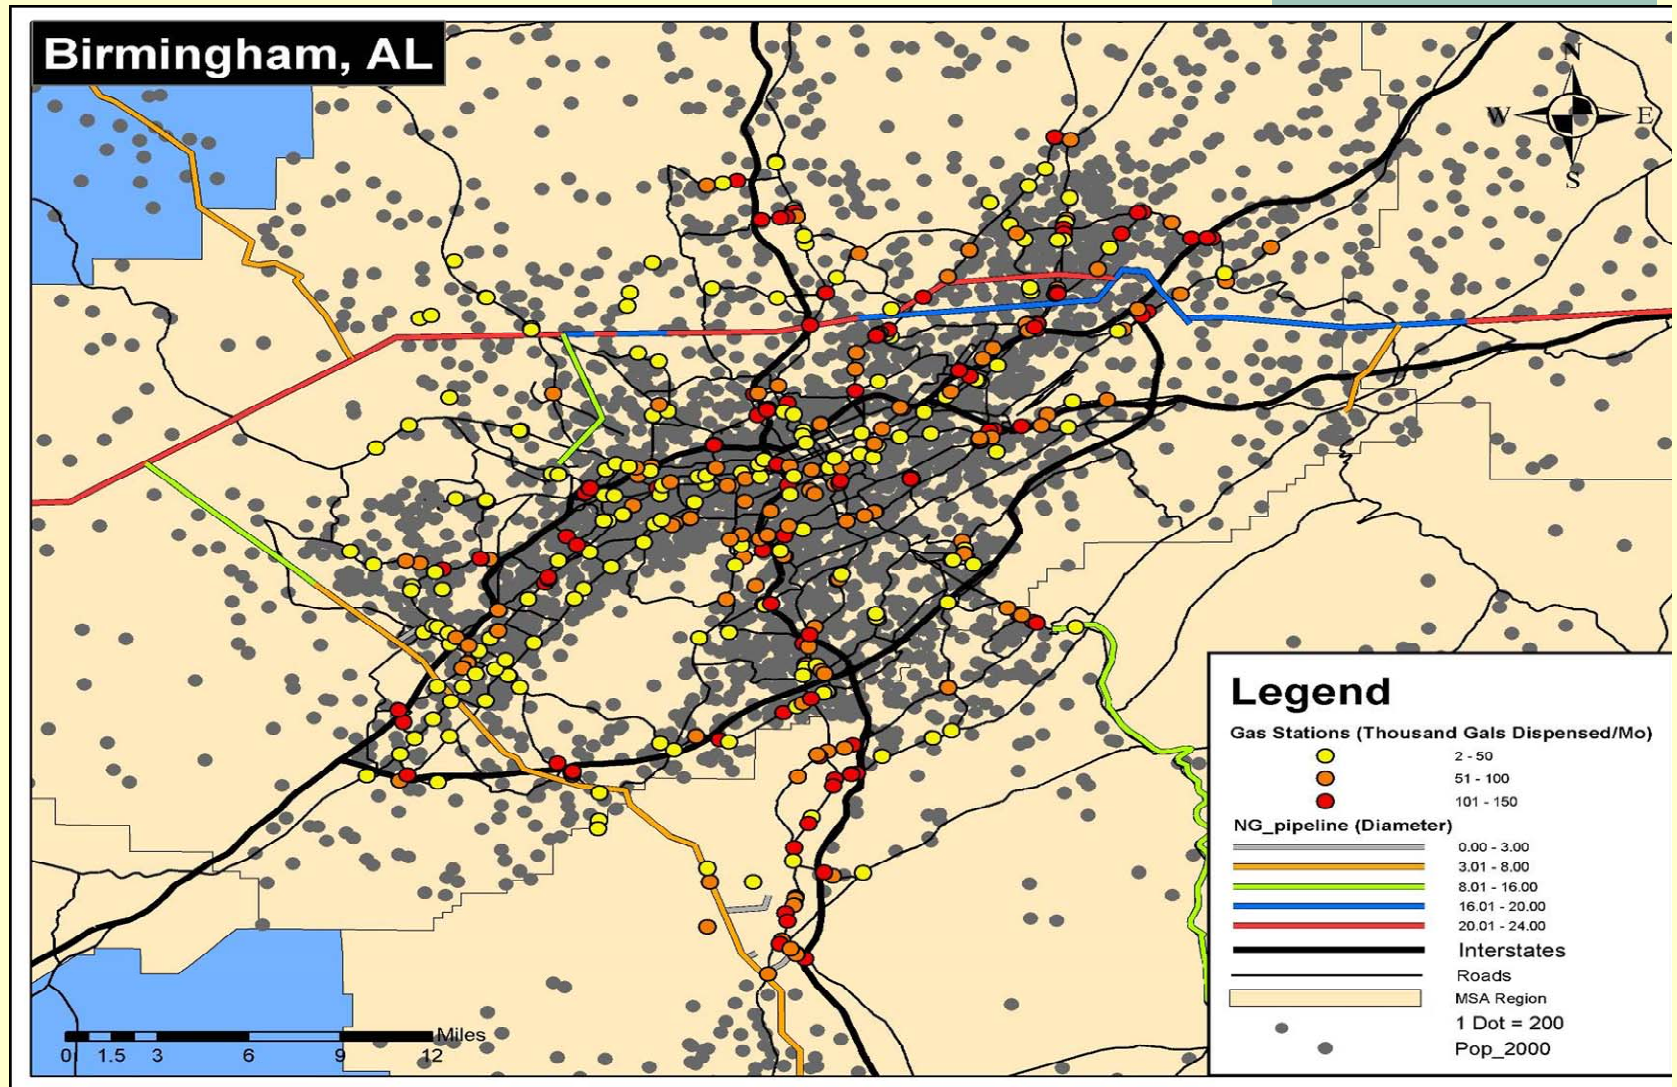 Birmingham, AL
N
W E
S
Legend
Gas Stations (Thousand Gals Dispensed/Mo)
2 - 50
51 - 100
101 - 150
NG_pipeline (Diameter)
0.00 - 3.00
3.01 - 8.00
8.01 - 16.00
16.01 - 20.00
20.01 - 24.00
Interstates
Roads
MSA Region
1 Dot = 200
Pop_2000
Miles
0 1.5 3 6 9 12